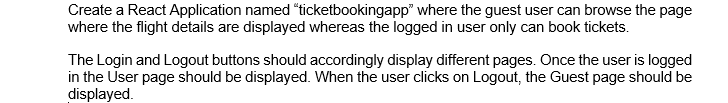 Create a React Application named “ticketbookingapp” where the guest user can browse the page
where the flight details are displayed whereas the logged in user only can book tickets.
The Login and Logout buttons should accordingly display different pages. Once the user is logged
in the User page should be displayed. When the user clicks on Logout, the Guest page should be
displayed.